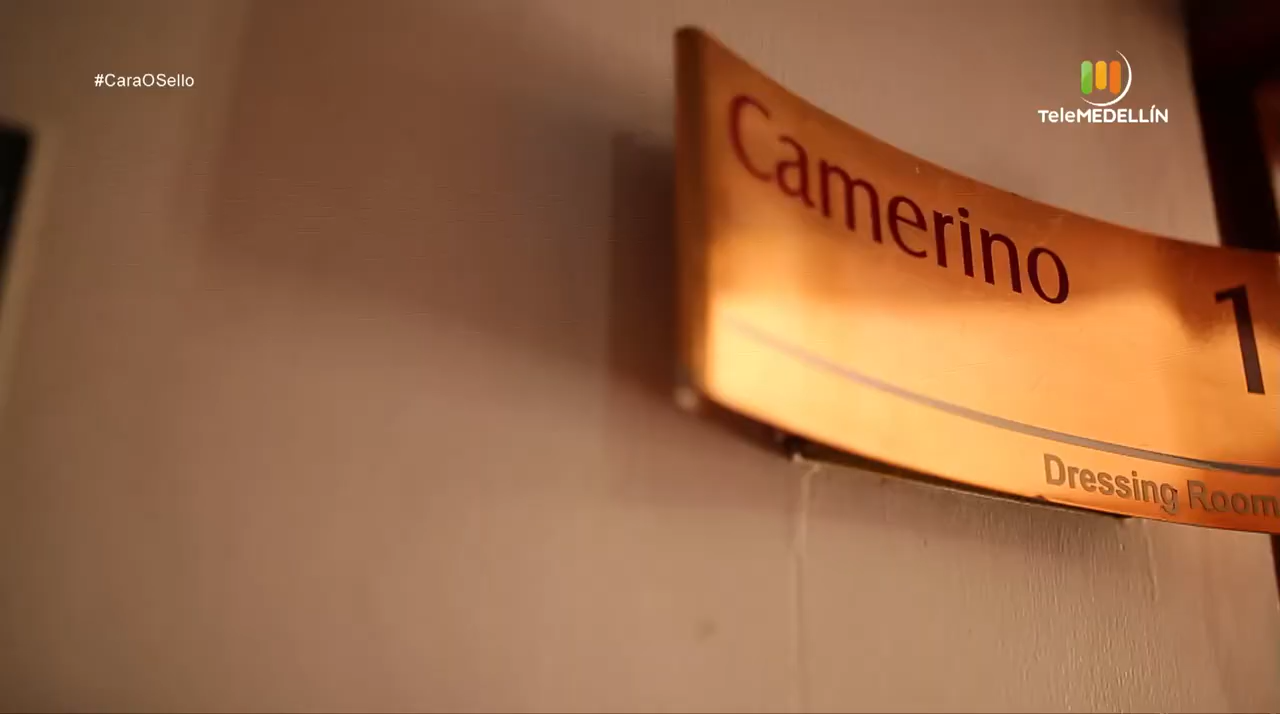 #CaraOSello
TeleMEDELLÍN
Camerino
1
Dressing Room